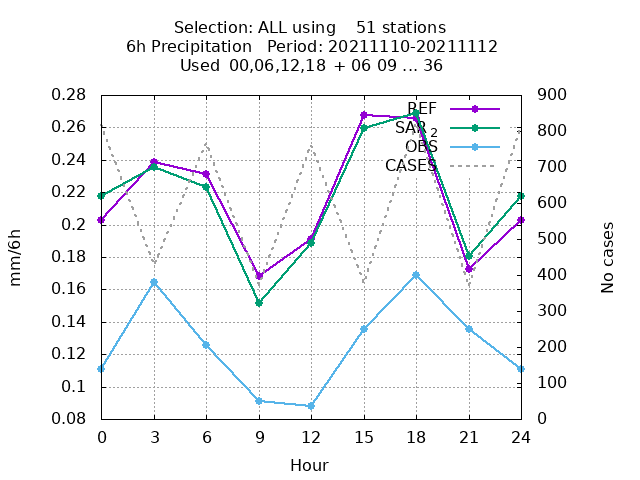 Selection: ALL using 51 stations
6h Precipitation Period: 20211110-20211112
Used 00,06,12,18 + 06 09 ... 36
0.28
0.26
0.24
0.22
0.2
0.18
0.16
0.14
0.12
0.1
0.08
mm/6h
REF
SAR2
OBS
CASES
900
800
700
600
500
400
300
200
100
0
No cases
0 3 6 9 12 15 18 21 24
Hour